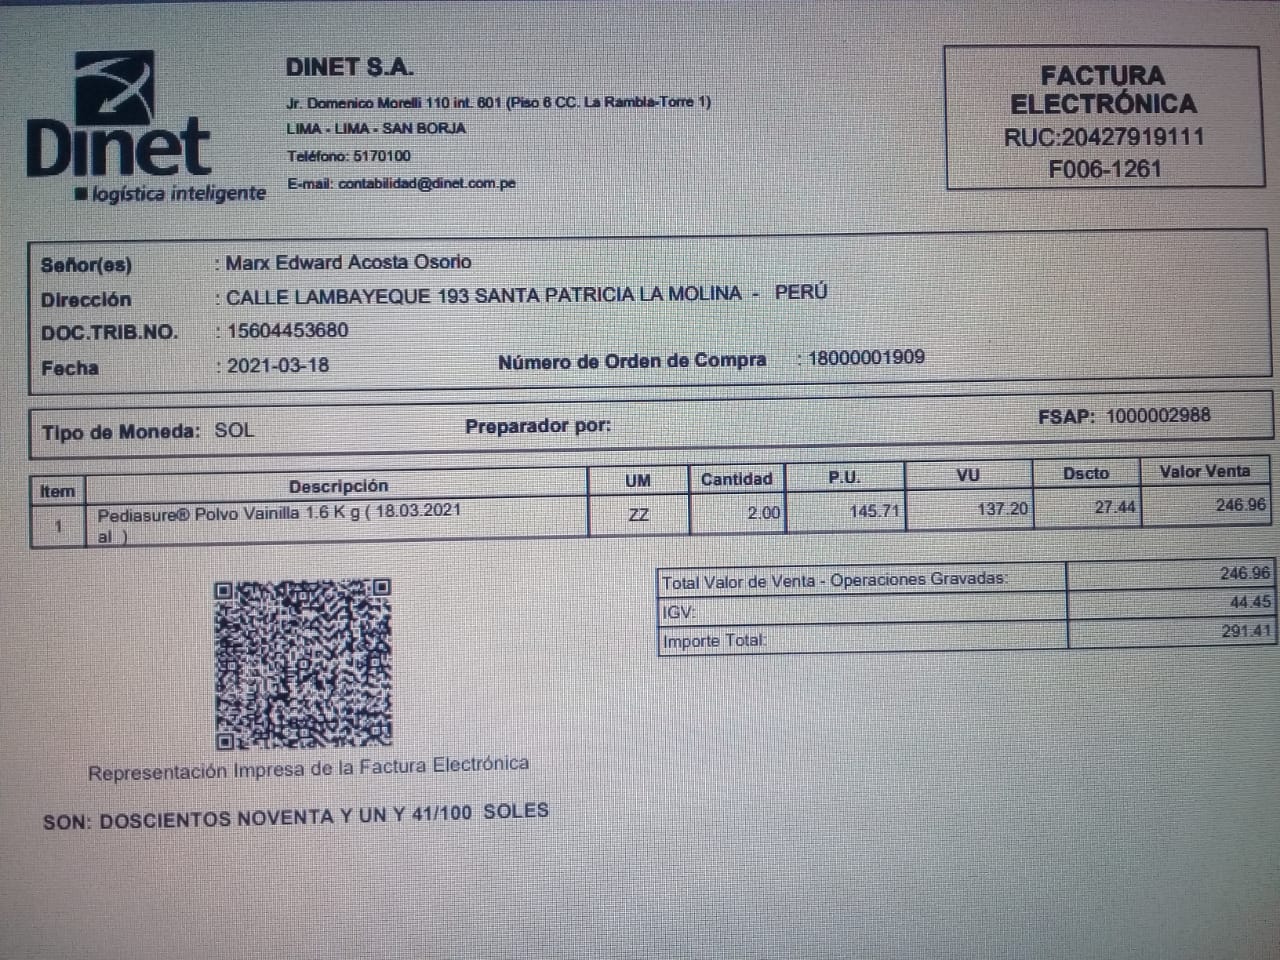 Dinet
logística inteligente
DINET S.A.
Jr. Domenico Morelli 110 int. 601 (Piso 6 CC. La Rambla-Torre 1)
LIMA - LIMA - SAN BORJA
Teléfono: 5170100
E-mail: contabilidad@dinet.com.pe
FACTURA
ELECTRÓNICA
RUC:20427919111
F006-1261
Señor(es) : Marx Edward Acosta Osorio
Dirección : CALLE LAMBAYEQUE 193 SANTA PATRICIA LA MOLINA - PERÚ
DOC.TRIB.NO. : 15604453680
Fecha : 2021-03-18 Número de Orden de Compra : 18000001909
Tipo de Moneda: SOL Preparador por: FSAP: 1000002988
Item Descripción UM Cantidad P.U. VU Dscto Valor Venta
1 Pediasure® Polvo Vainilla 1.6 K g ( 18.03.2021 ZZ 2.00 145.71 137.20 27.44 246.96
al )
Total Valor de Venta - Operaciones Gravadas: 246.96
IGV: 44.45
Importe Total: 291.41
Representación Impresa de la Factura Electrónica
SON: DOSCIENTOS NOVENTA Y UN Y 41/100 SOLES